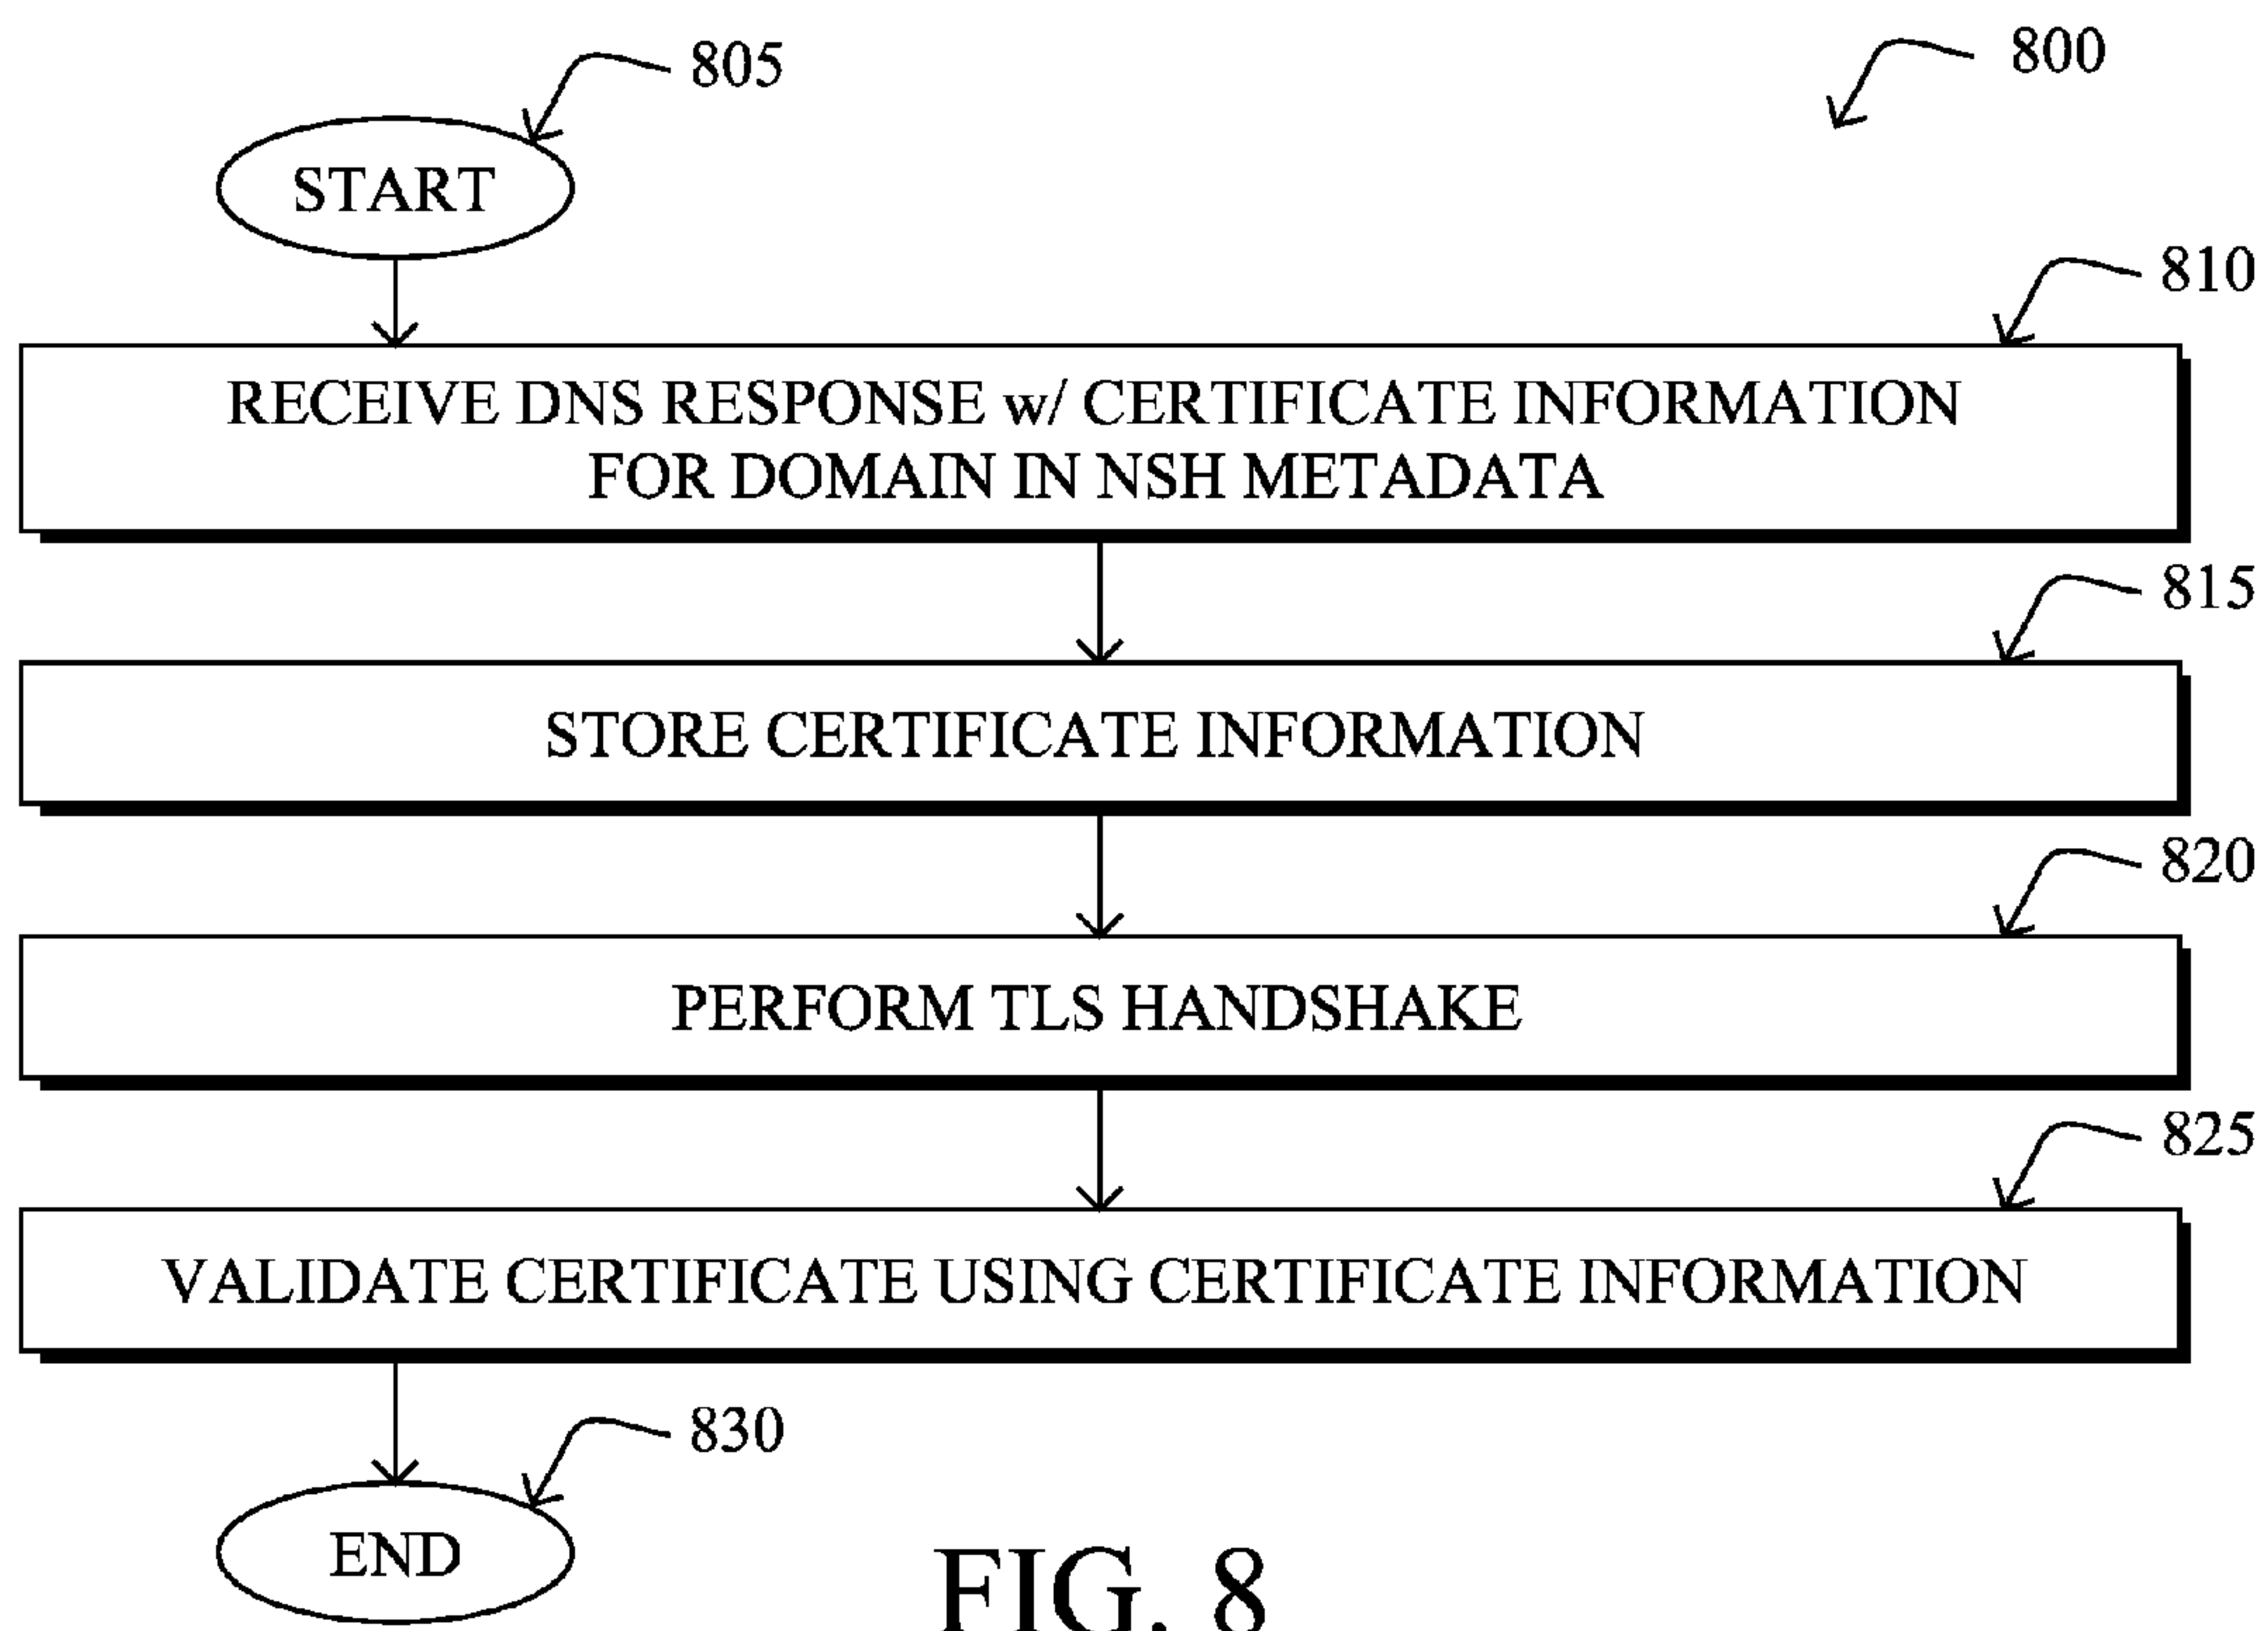 805
800
START
810
RECEIVE DNS RESPONSE w/ CERTIFICATE INFORMATION
FOR DOMAIN IN NSH METADATA
815
STORE CERTIFICATE INFORMATION
820
PERFORM TLS HANDSHAKE
825
VALIDATE CERTIFICATE USING CERTIFICATE INFORMATION
830
END
FIG. 8